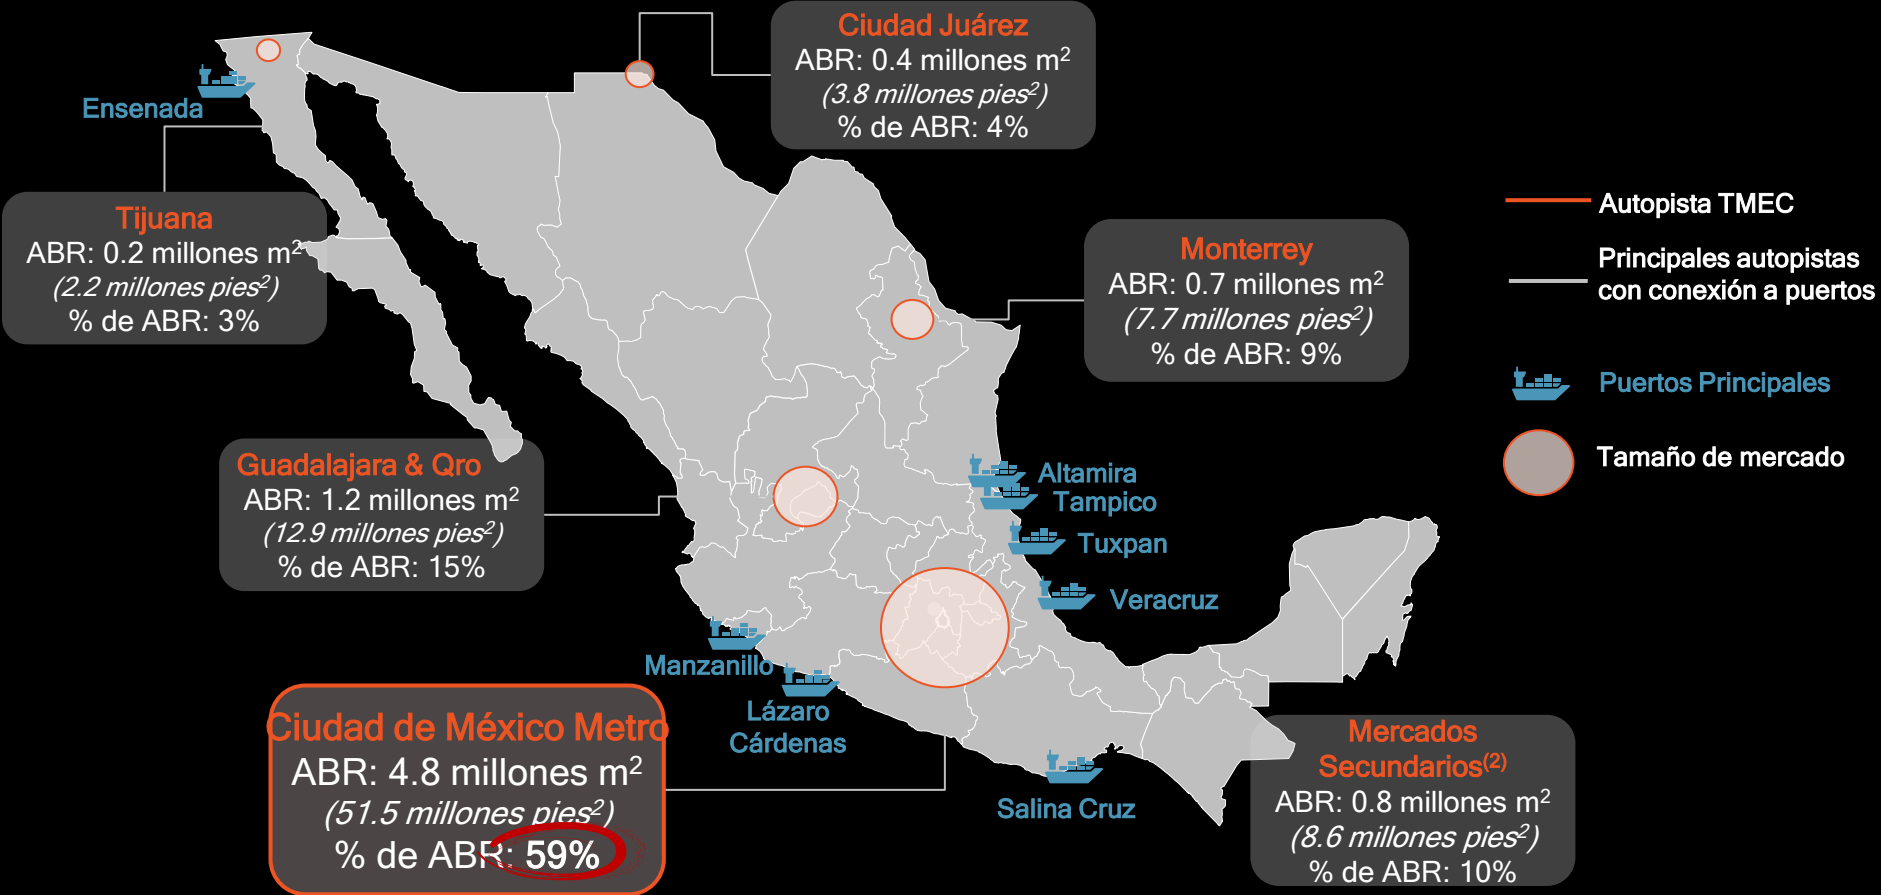 Ciudad Juárez
ABR: 0.4 millones m²
(3.8 millones pies²)
% de ABR: 4%
Ensenada
Tijuana
ABR: 0.2 millones m²
(2.2 millones pies²)
% de ABR: 3%
Autopista TMEC
Principales autopistas
con conexión a puertos
Puertos Principales
Tamaño de mercado
Monterrey
ABR: 0.7 millones m²
(7.7 millones pies²)
% de ABR: 9%
Guadalajara & Qro
ABR: 1.2 millones m²
(12.9 millones pies²)
% de ABR: 15%
Altamira
Tampico
Tuxpan
Veracruz
Manzanillo
Lázaro
Cárdenas
Salina Cruz
Ciudad de México Metro
ABR: 4.8 millones m²
(51.5 millones pies²)
% de ABR: 59%
Mercados
Secundarios⁽²⁾
ABR: 0.8 millones m²
(8.6 millones pies²)
% de ABR: 10%